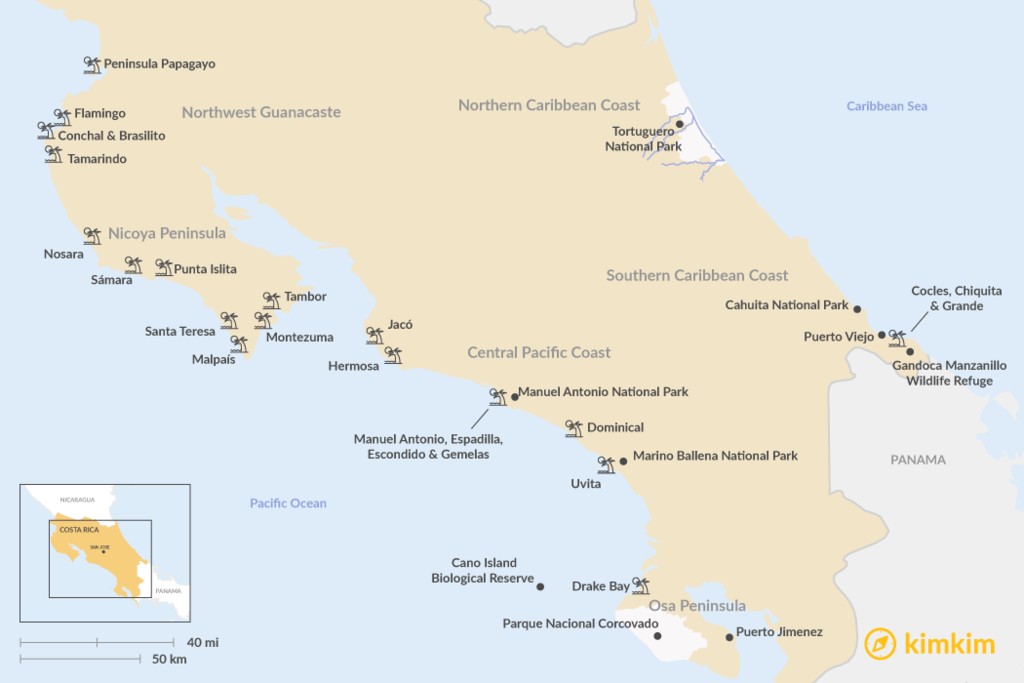 Peninsula Papagayo
Flamingo
Northwest Guanacaste
Conchal & Brasilito
Tamarindo
Northern Caribbean Coast
Caribbean Sea
Tortuguero
National Park
Nosara
Nicoya Peninsula
Sámara
Punta Islita
Tambor
Santa Teresa
Montezuma
Malpaís
Jacó
Hermosa
Southern Caribbean Coast
Cahuita National Park
Cocles, Chiquita
& Grande
Puerto Viejo
Gandoca Manzanillo
Wildlife Refuge
Central Pacific Coast
Manuel Antonio National Park
Manuel Antonio, Espadilla,
Escondido & Gemelas
Dominical
Marino Ballena National Park
Uvita
PANAMA
Pacific Ocean
NICARAGUA
COSTA RICA
SAN JOSE
PANAMA
Cano Island
Biological Reserve
Drake Bay
Osa Peninsula
Parque Nacional Corcovado
Puerto Jimenez
40 mi
50 km
kimkim